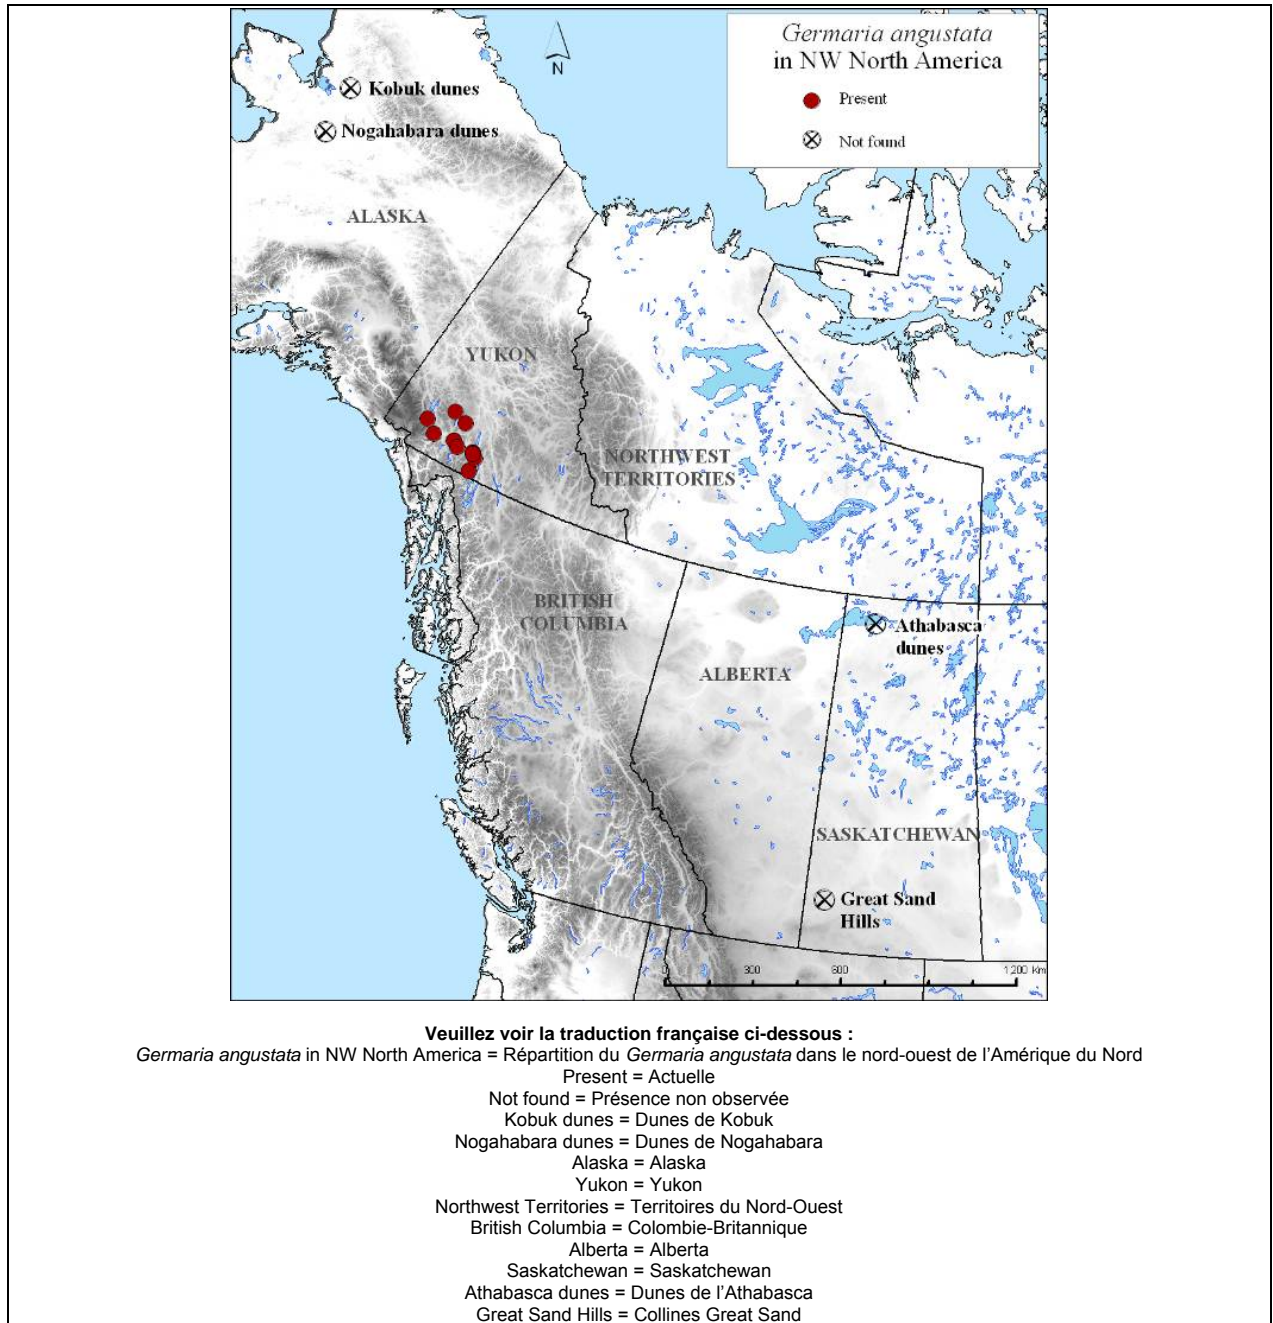 Germaria angustata
in NW North America
Present
Not found
N
Kobuk dunes
Nogahabara dunes
ALASKA
YUKON
NORTHWEST
TERRITORIES
BRITISH
COLUMBIA
Athabasca
dunes
ALBERTA
SASKATCHEWAN
Great Sand
Hills
0 300 600 1,200 Km
Veuillez voir la traduction française ci-dessous :
Germaria angustata in NW North America = Répartition du Germaria angustata dans le nord-ouest de l’Amérique du Nord
Present = Actuelle
Not found = Présence non observée
Kobuk dunes = Dunes de Kobuk
Nogahabara dunes = Dunes de Nogahabara
Alaska = Alaska
Yukon = Yukon
Northwest Territories = Territoires du Nord-Ouest
British Columbia = Colombie-Britannique
Alberta = Alberta
Saskatchewan = Saskatchewan
Athabasca dunes = Dunes de l’Athabasca
Great Sand Hills = Collines Great Sand